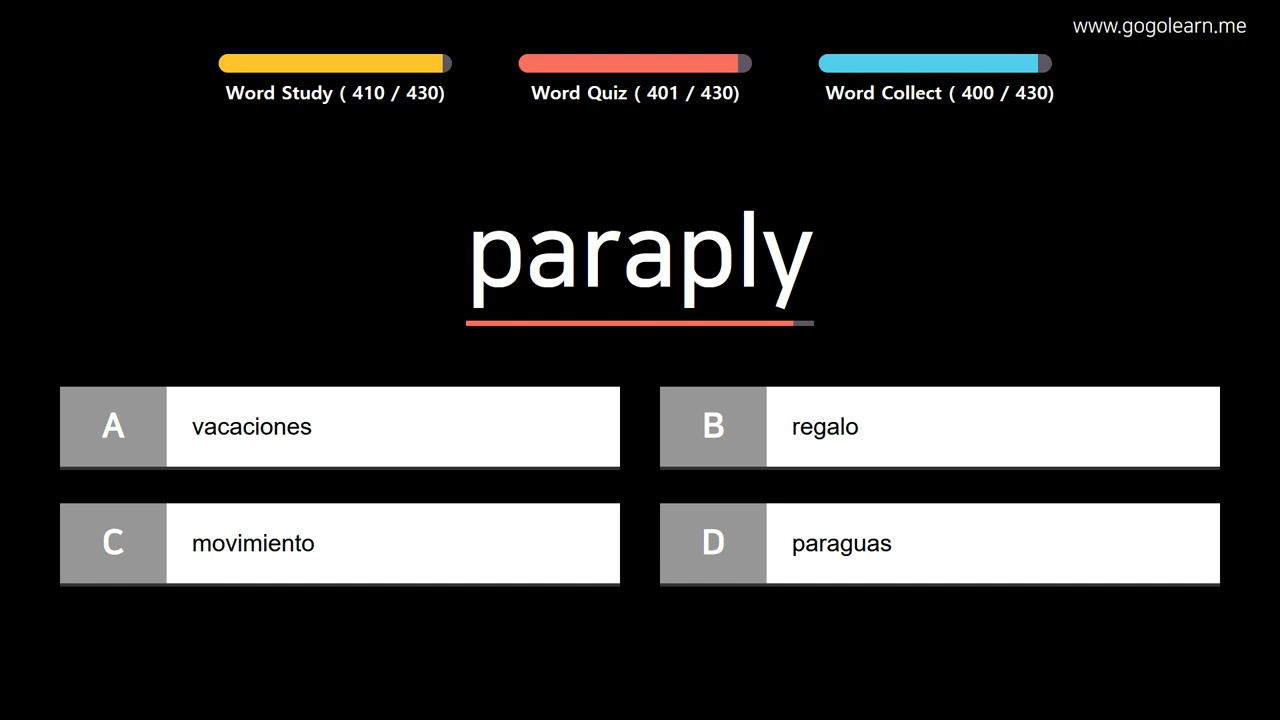 www.gogolearn.me
Word Study ( 410 / 430)
Word Quiz ( 401 / 430)
Word Collect ( 400 / 430)
paraply
A vacaciones
B regalo
C movimiento
D paraguas